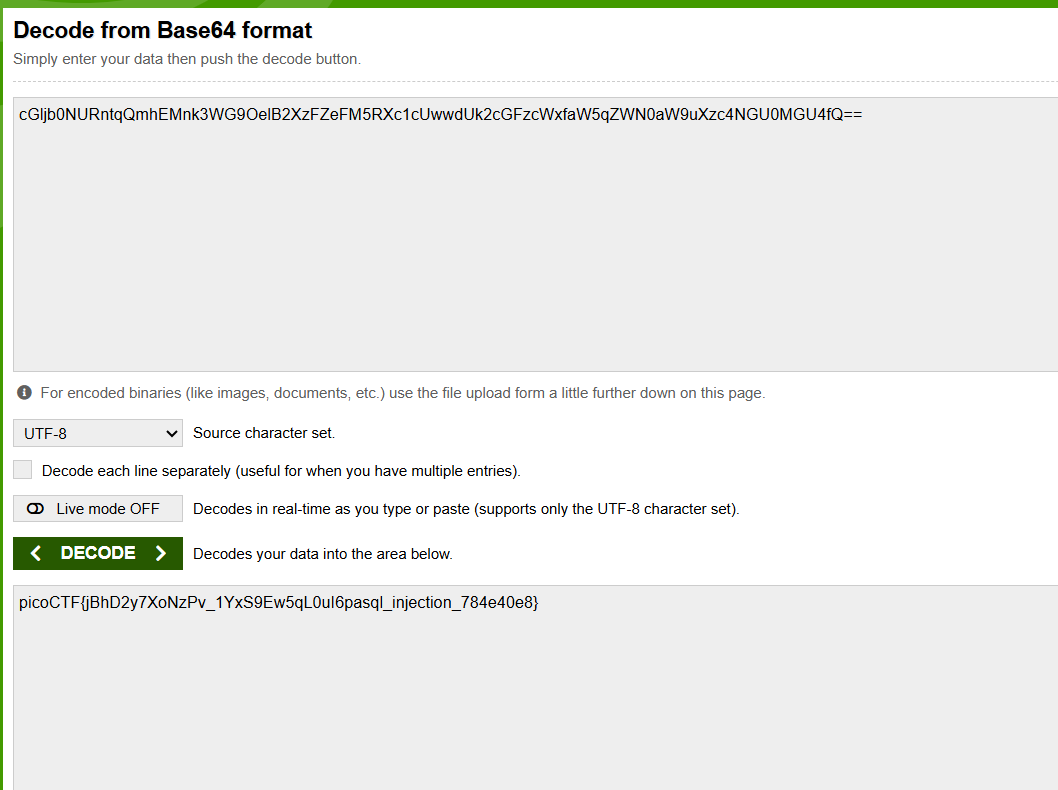 Decode from Base64 format
Simply enter your data then push the decode button.
cGljb0NURntqQmhEMnk3WG9OelB2XzFZeFM5RXc1cUwwdUk2cGFzcWxfaW5qZWN0aW9uXzc4NGU0MGU4fQ==
For encoded binaries (like images, documents, etc.) use the file upload form a little further down on this page.
UTF-8 Source character set.
Decode each line separately (useful for when you have multiple entries).
Live mode OFF Decodes in real-time as you type or paste (supports only the UTF-8 character set).
< DECODE > Decodes your data into the area below.
picoCTF{jBhD2y7XoNzPv_1YxS9Ew5qL0uI6pasql_injection_784e40e8}